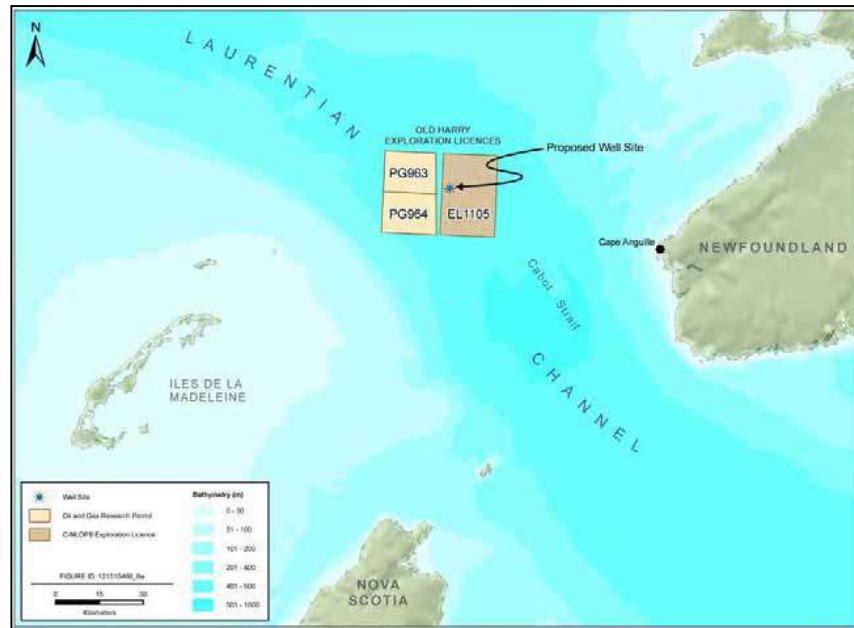 N
LAURENTIAN
OLD HARRY
EXPLORATION LICENCES
Proposed Well Site
PG963
PG964
EL1105
Cape Anguille
NEWFOUNDLAND
Cabot Strait
CHANNEL
ILES DE LA
MADELEINE
NOVA
SCOTIA
Well Site
Oil and Gas Research Permit
C-NLOPB Exploration Licence
Bathymetry (m)
0 - 50
51 - 100
101 - 200
201 - 400
401 - 500
501 - 1000
0 15 30
Kilometers